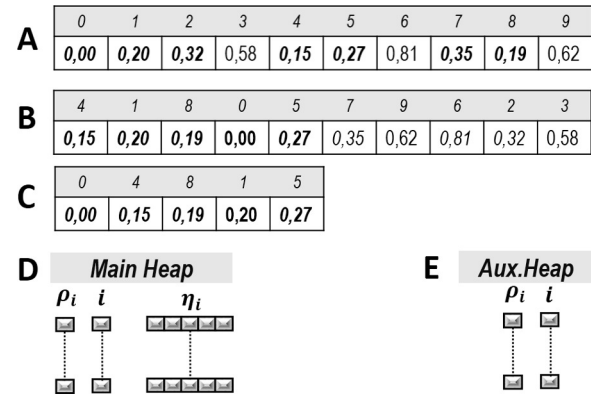 0 1 2 3 4 5 6 7 8 9
A 0,00 0,20 0,32 0,58 0,15 0,27 0,81 0,35 0,19 0,62
4 1 8 0 5 7 9 6 2 3
B 0,15 0,20 0,19 0,00 0,27 0,35 0,62 0,81 0,32 0,58
0 4 8 1 5
C 0,00 0,15 0,19 0,20 0,27
D Main Heap E Aux.Heap
ρi i ηi ρi i